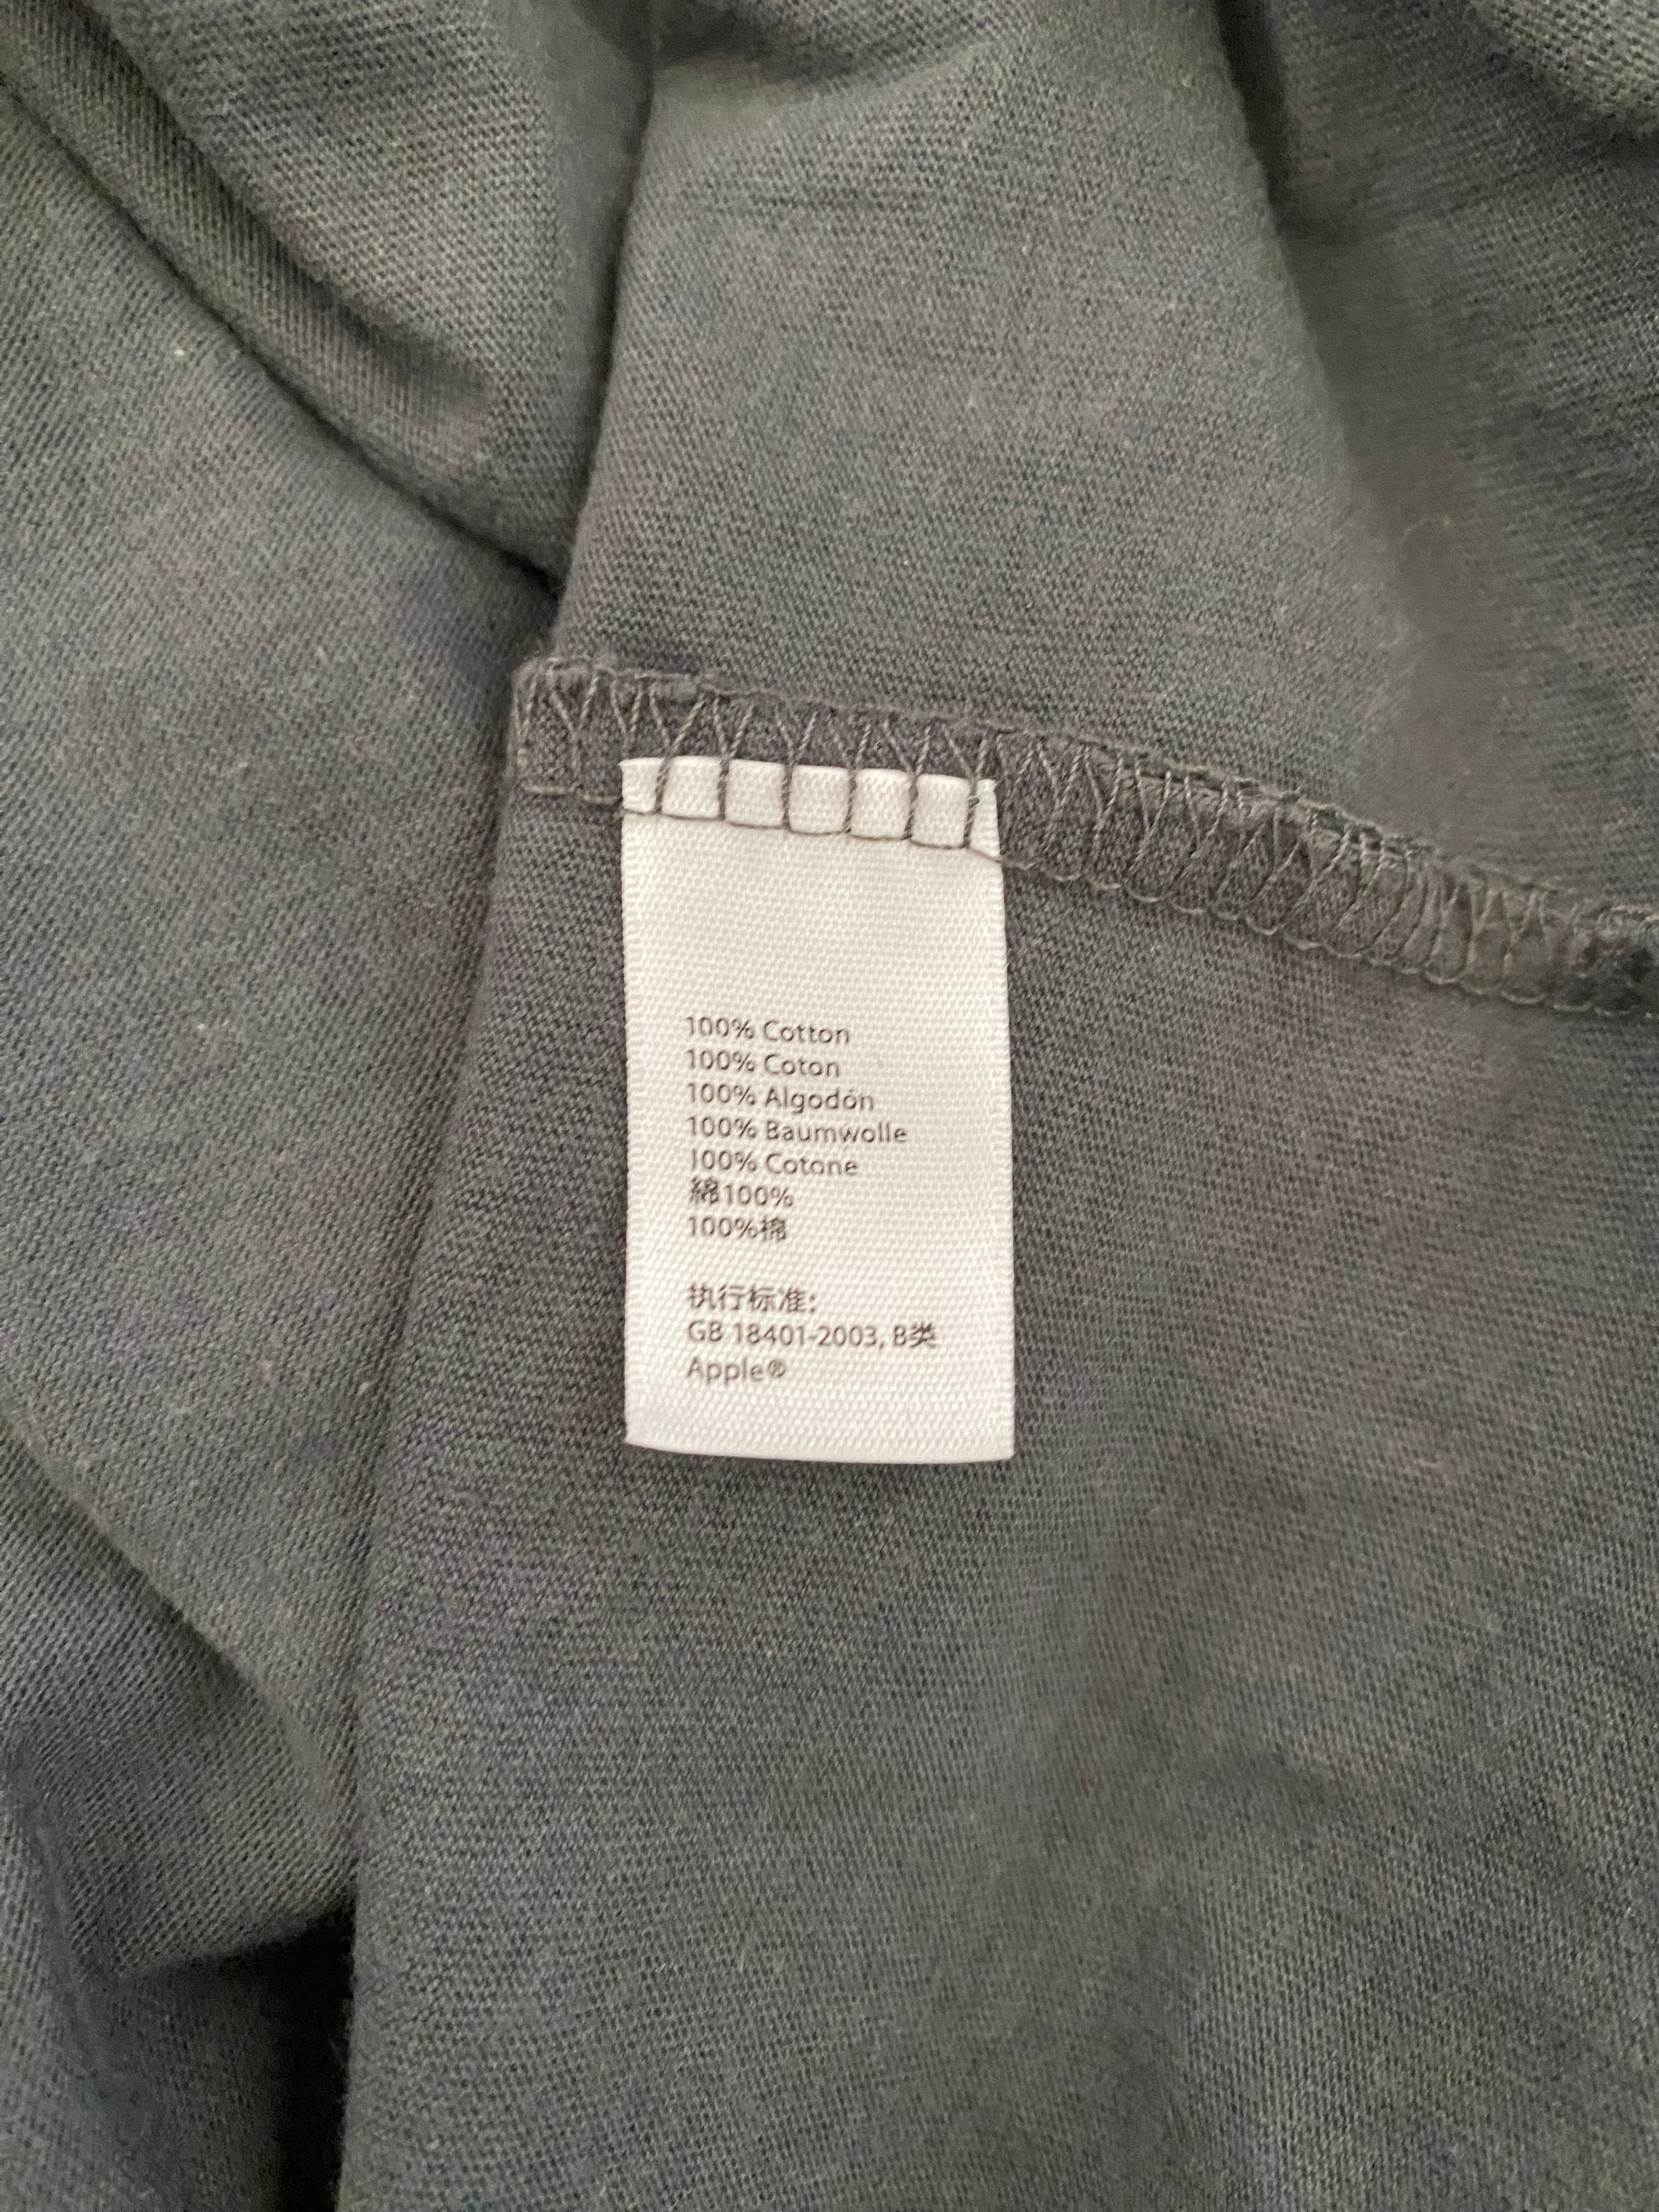 100% Cotton
100% Coton
100% Algodón
100% Baumwolle
100% Cotone
綿100%
100%棉
执行标准:
GB 18401-2003, B类
Apple®